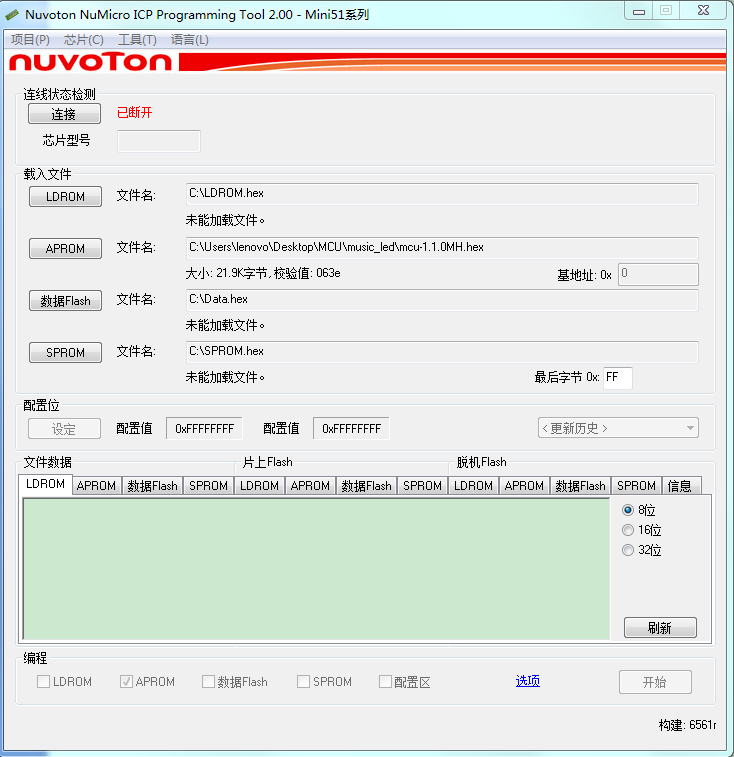 Nuvoton NuMicro ICP Programming Tool 2.00 - Mini51系列
项目(P) 芯片(C) 工具(T) 语言(L)
nuvoTon
连线状态检测
连接 已断开
芯片型号
载入文件
LDROM 文件名: C:\LDROM.hex
未能加载文件。
APROM 文件名: C:\Users\lenovo\Desktop\MCU\music_led\mcu-1.1.0MH.hex
大小: 21.9K字节, 校验值: 063e 基地址: 0x 0
数据Flash 文件名: C:\Data.hex
未能加载文件。
SPROM 文件名: C:\SPROM.hex
未能加载文件。 最后字节 0x: FF
配置位
设定 配置值 0xFFFFFFFF 配置值 0xFFFFFFFF < 更新历史 >
文件数据 片上Flash 脱机Flash
LDROM APROM 数据Flash SPROM LDROM APROM 数据Flash SPROM LDROM APROM 数据Flash SPROM 信息
8位
16位
32位
刷新
编程
LDROM APROM 数据Flash SPROM 配置区 选项 开始
构建: 6561r